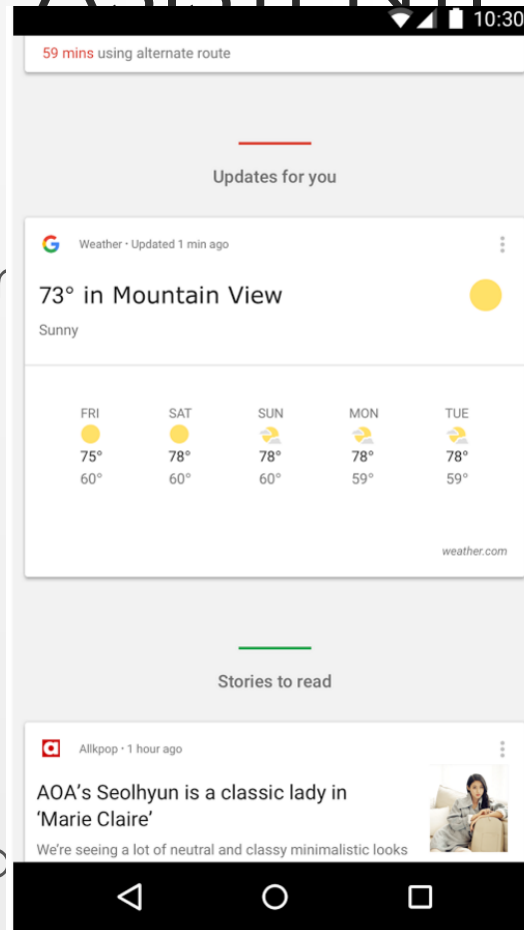 10:30
59 mins using alternate route
Updates for you
Weather · Updated 1 min ago
73° in Mountain View
Sunny
FRI SAT SUN MON TUE
75° 78° 78° 78° 78°
60° 60° 60° 59° 59°
weather.com
Stories to read
Allkpop · 1 hour ago
AOA's Seolhyun is a classic lady in
‘Marie Claire’
We're seeing a lot of neutral and classy minimalistic looks